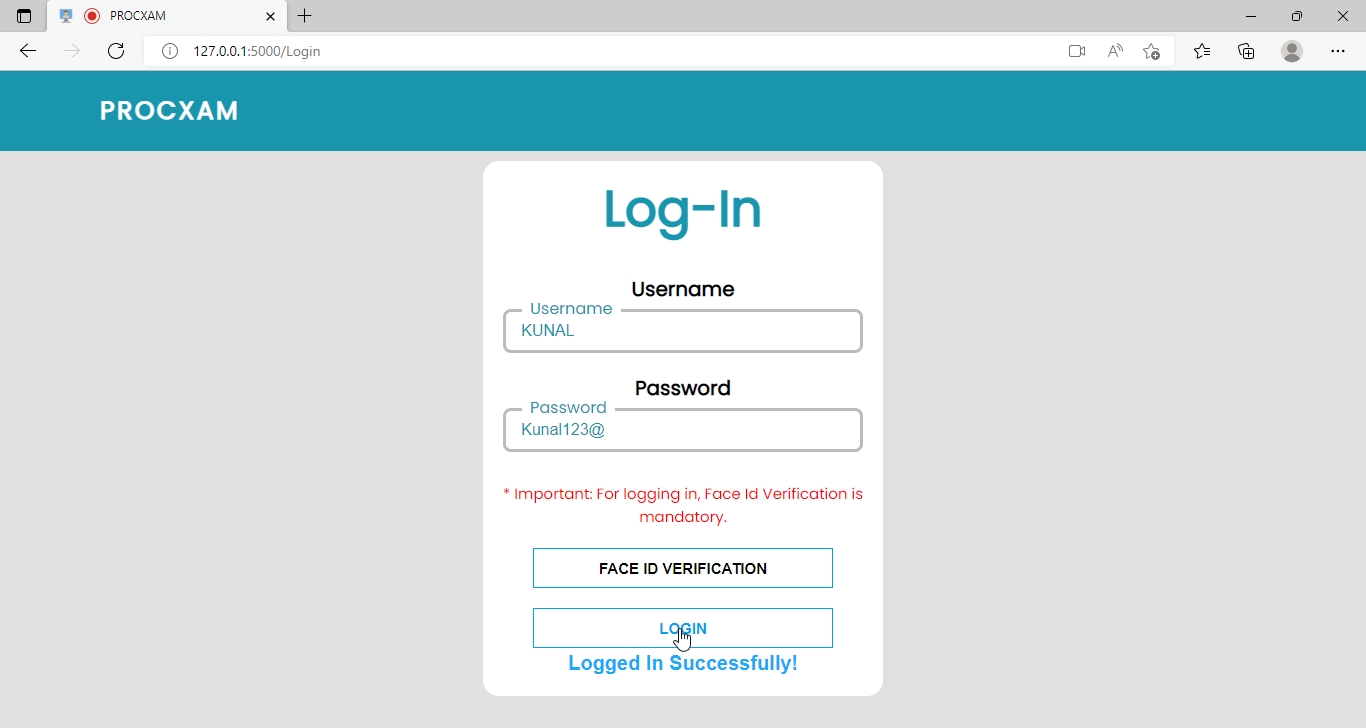 PROCXAM
127.0.0.1:5000/Login
PROCXAM
Log-In
Username
Username
KUNAL
Password
Password
Kunal123@
* Important: For logging in, Face Id Verification is
mandatory.
FACE ID VERIFICATION
LOGIN
Logged In Successfully!